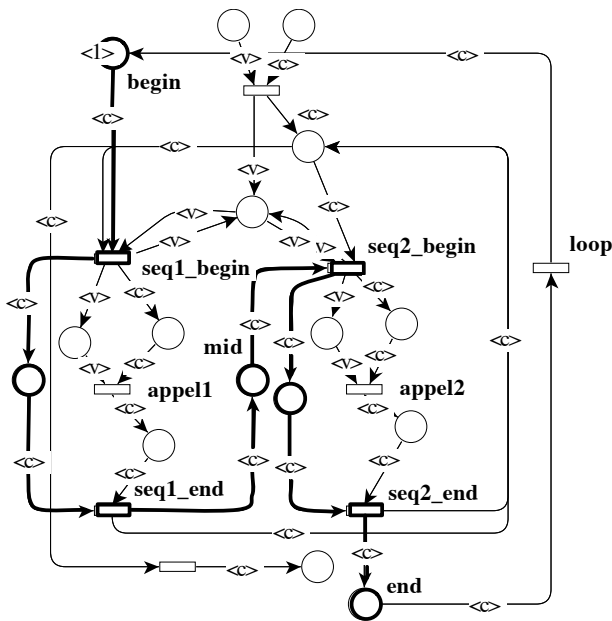 <1>
<v>
<c>
<c>
begin
<c>
<c>
<c>
<v>
<c>
<c>
<v>
<v>
<v>
v>
seq2_begin
loop
seq1_begin
<c>
<v>
<c>
<v>
<c>
<c>
<c>
<c>
mid
<v>
<c>
<v>
<c>
appel1
appel2
<c>
<c>
<c>
<c>
<c>
<c>
<c>
seq1_end
seq2_end
<c>
<c>
<c>
end
<c>